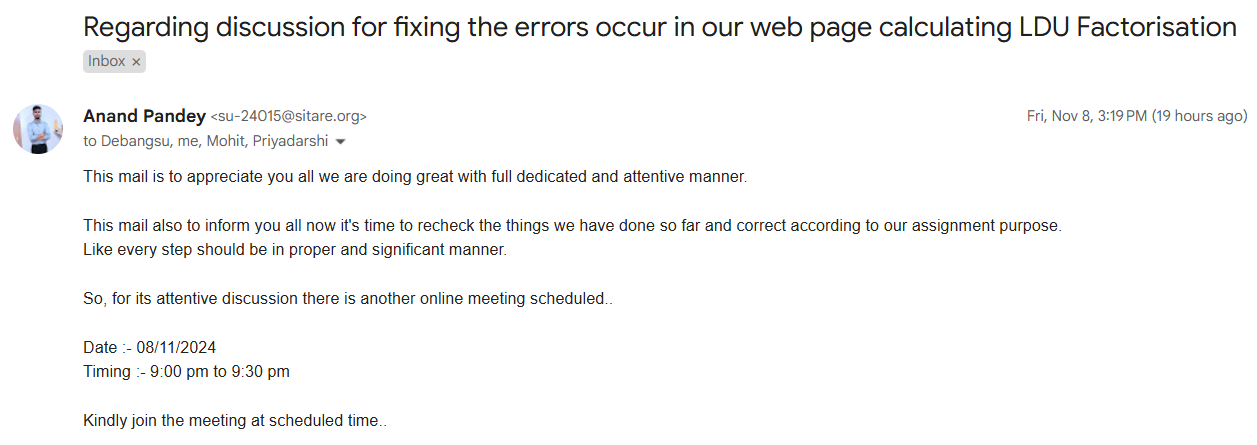 Regarding discussion for fixing the errors occur in our web page calculating LDU Factorisation
Inbox ×
Anand Pandey <su-24015@sitare.org>
Fri, Nov 8, 3:19 PM (19 hours ago)
to Debangsu, me, Mohit, Priyadarshi
This mail is to appreciate you all we are doing great with full dedicated and attentive manner.
This mail also to inform you all now it's time to recheck the things we have done so far and correct according to our assignment purpose.
Like every step should be in proper and significant manner.
So, for its attentive discussion there is another online meeting scheduled..
Date :- 08/11/2024
Timing :- 9:00 pm to 9:30 pm
Kindly join the meeting at scheduled time..